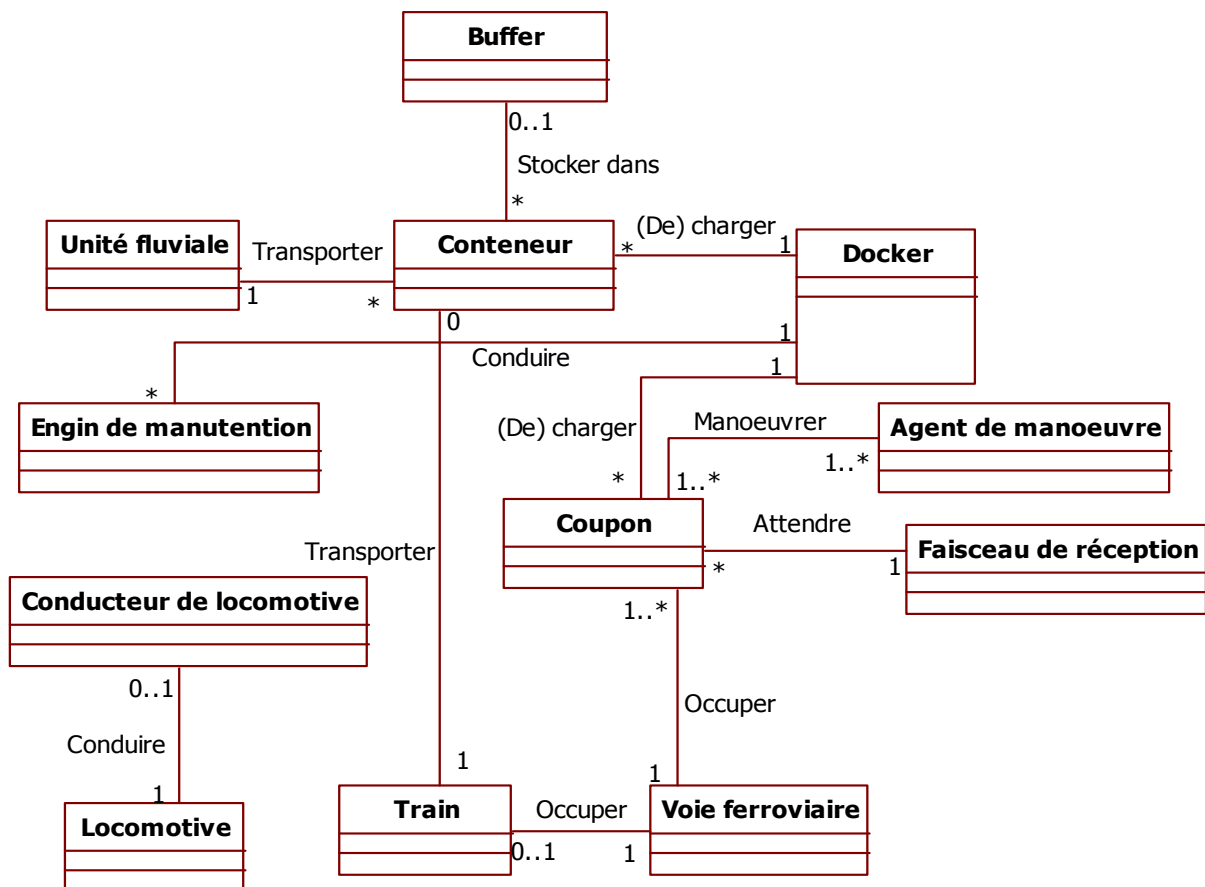 Buffer
0..1
Stocker dans
*
Unité fluviale
Transporter
1
*
Conteneur
(De) charger
*
1
Docker
0
1
Conduire
1
*
Engin de manutention
(De) charger
*
Manoeuvrer
1..*
1..*
Agent de manoeuvre
Coupon
Attendre
*
1
Faisceau de réception
1..*
Transporter
Conducteur de locomotive
0..1
Occuper
Conduire
1
1
1
Locomotive
Train
Occuper
0..1
1
Voie ferroviaire